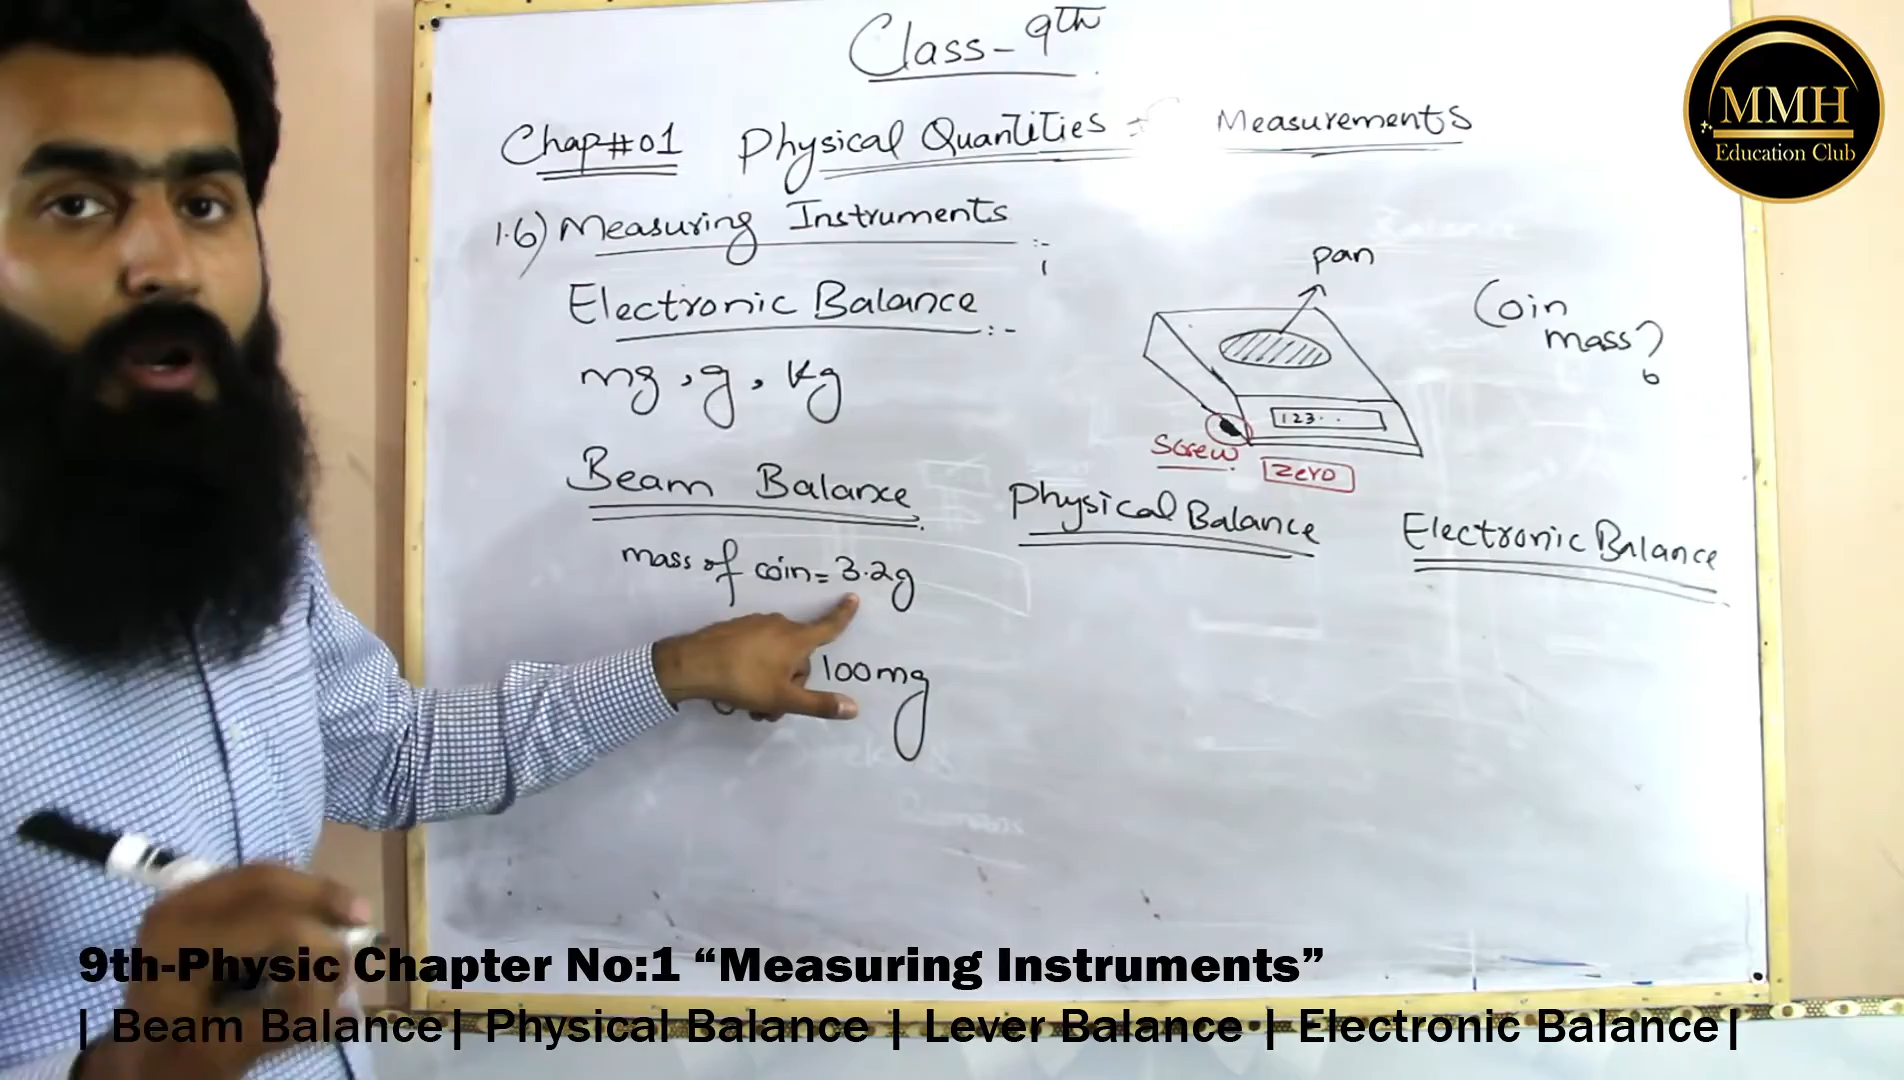 Class - 9th
Chap#01 Physical Quantities Measurements
1.6) Measuring Instruments :-
Electronic Balance :-
mg, g, Kg
pan
Coin
mass?
123..
Screw
Zero
Beam Balance
Physical Balance
Electronic Balance
mass of coin = 3.2g
100mg
MMH
Education Club
9th-Physic Chapter No:1 “Measuring Instruments”
| Beam Balance| Physical Balance | Lever Balance | Electronic Balance|